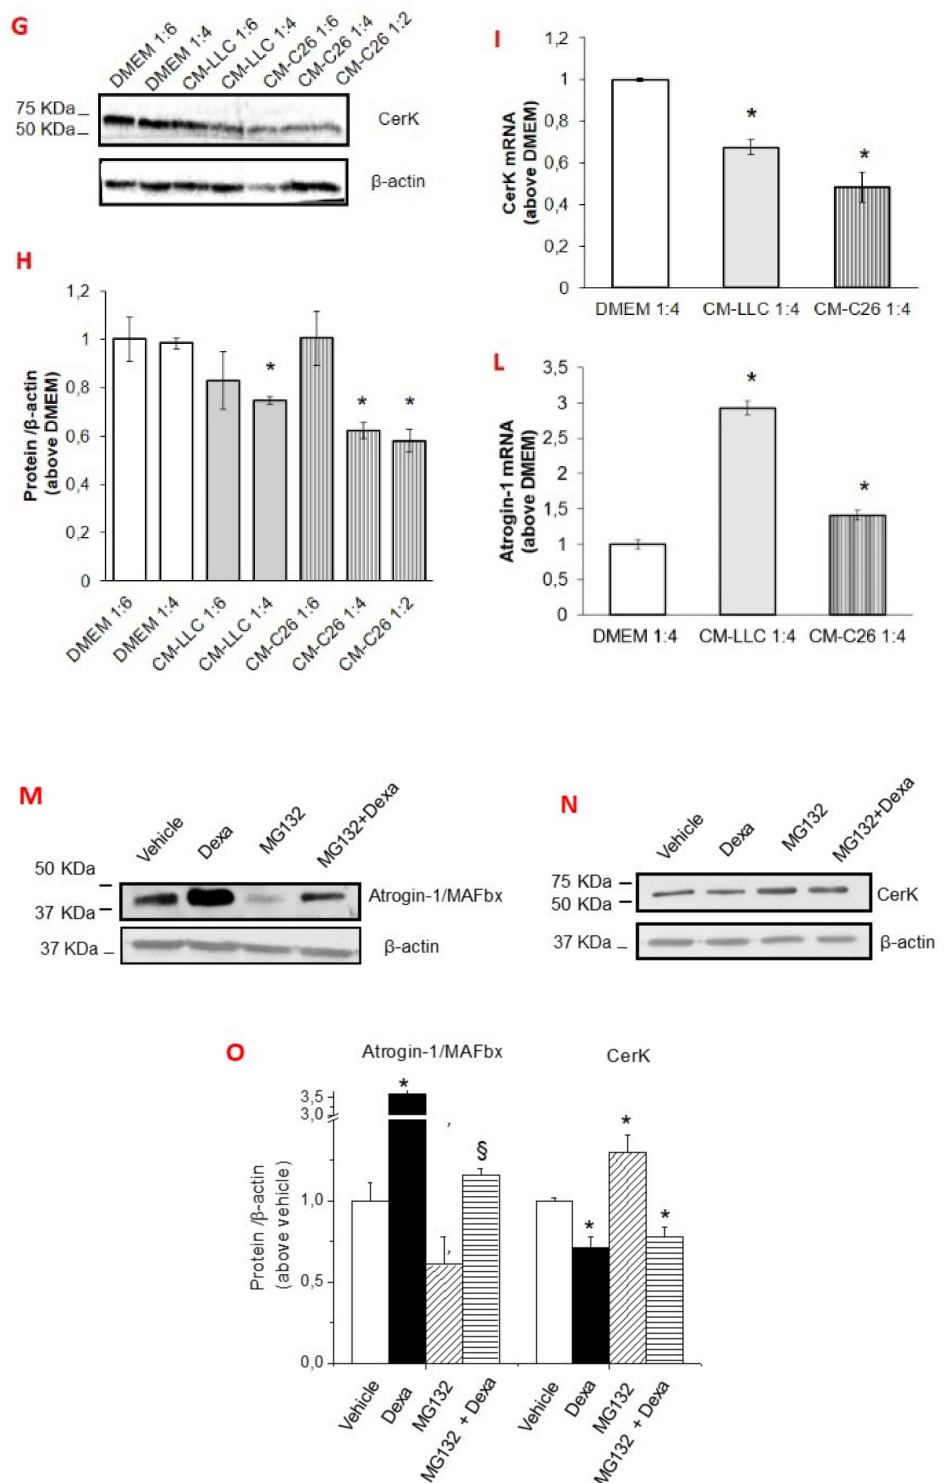 G
DMEM 1:6
DMEM 1:4
CM-LLC 1:6
CM-LLC 1:4
CM-C26 1:6
CM-C26 1:4
CM-C26 1:2
75 KDa
50 KDa
CerK
β-actin
H
Protein /β-actin
(above DMEM)
1,2
1
0,8
0,6
0,4
0,2
0
*
*
*
DMEM 1:6
DMEM 1:4
CM-LLC 1:6
CM-LLC 1:4
CM-C26 1:6
CM-C26 1:4
CM-C26 1:2
I
CerK mRNA
(above DMEM)
1,2
1
0,8
0,6
0,4
0,2
0
*
*
DMEM 1:4 CM-LLC 1:4 CM-C26 1:4
L
Atrogin-1 mRNA
(above DMEM)
3,5
3
2,5
2
1,5
1
0,5
0
*
*
DMEM 1:4 CM-LLC 1:4 CM-C26 1:4
M
Vehicle
Dexa
MG132
MG132+Dexa
50 KDa
37 KDa
Atrogin-1/MAFbx
37 KDa
β-actin
N
Vehicle
Dexa
MG132
MG132+Dexa
75 KDa
50 KDa
CerK
37 KDa
β-actin
O
Atrogin-1/MAFbx CerK
Protein /β-actin
(above vehicle)
3,5
3,0
1,0
0,5
0,0
*
§
*
*
*
Vehicle
Dexa
MG132
MG132 + Dexa
Vehicle
Dexa
MG132
MG132 + Dexa